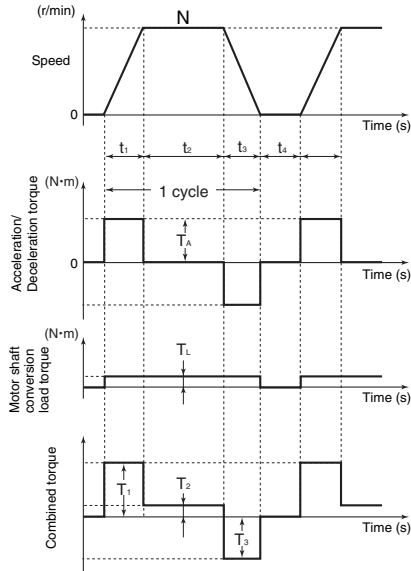 (r/min)
N
Speed
0
Time (s)
t1 t2 t3 t4
(N•m)
1 cycle
Acceleration/
Deceleration torque
TA
0
Time (s)
(N•m)
Motor shaft
conversion
load torque
TL
Time (s)
Combined torque
T1
T2
T3
Time (s)